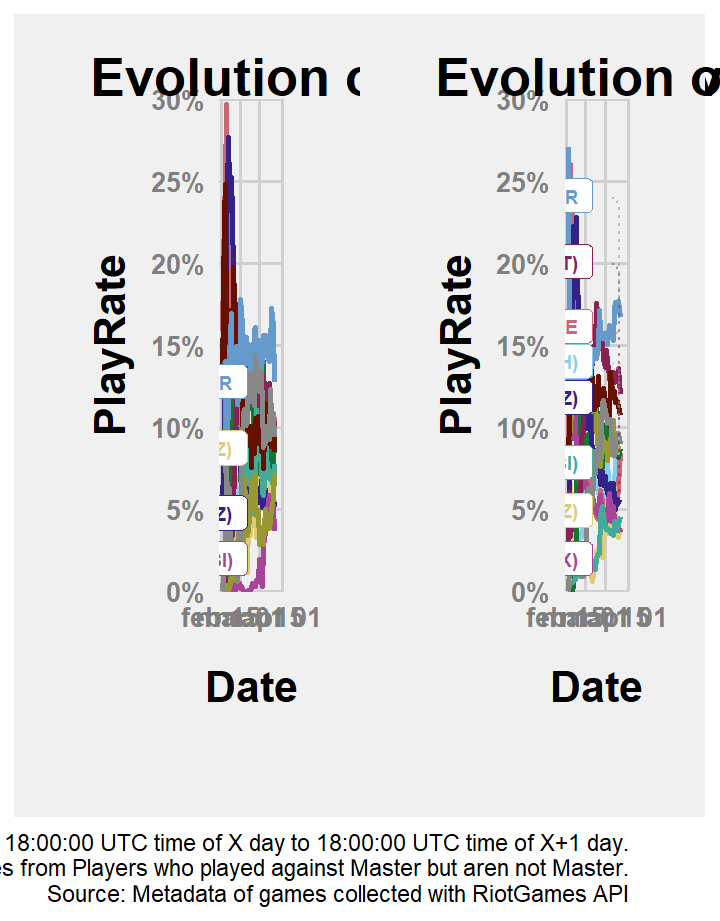 Evolution o
Evolution o
PlayRate
30%
25%
20%
15%
10%
5%
0%
R
Z)
Z)
SI)
Date
PlayRate
30%
25%
20%
15%
10%
5%
0%
R
T)
E
H)
Z)
SI)
Z)
X)
Date
18:00:00 UTC time of X day to 18:00:00 UTC time of X+1 day.
es from Players who played against Master but aren not Master.
Source: Metadata of games collected with RiotGames API